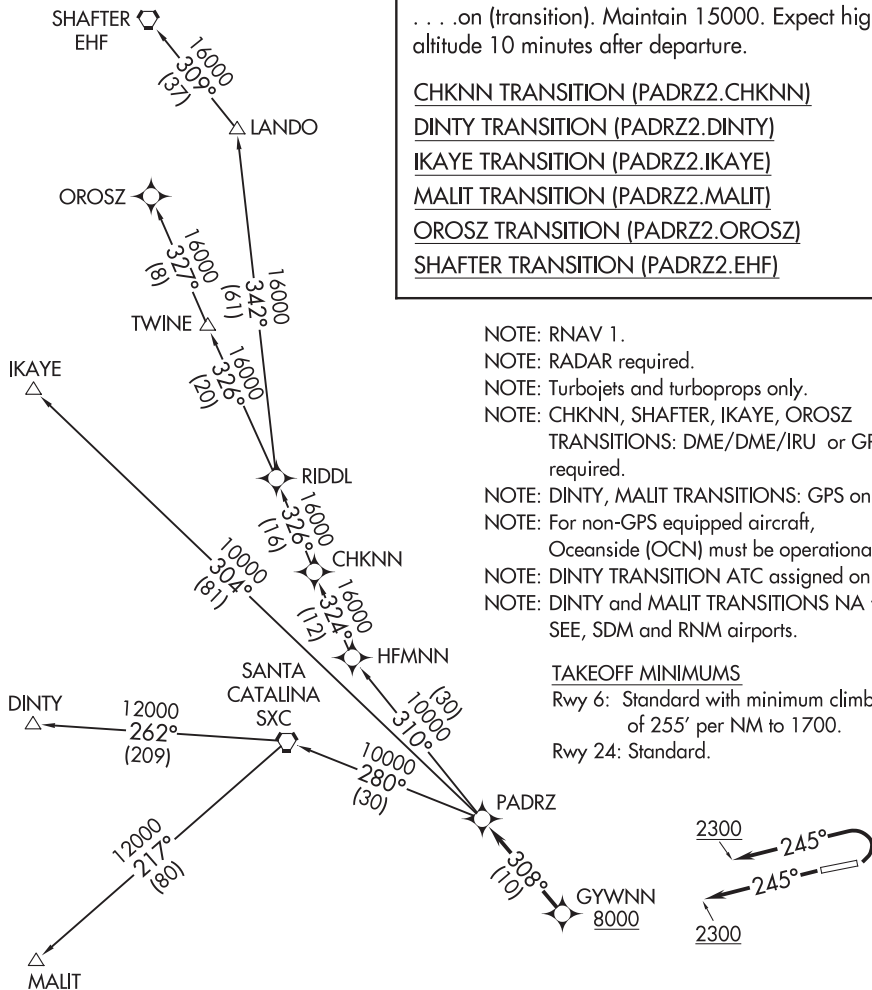 . . . .on (transition). Maintain 15000. Expect
altitude 10 minutes after departure.
CHKNN TRANSITION (PADRZ2.CHKNN)
DINTY TRANSITION (PADRZ2.DINTY)
IKAYE TRANSITION (PADRZ2.IKAYE)
MALIT TRANSITION (PADRZ2.MALIT)
OROSZ TRANSITION (PADRZ2.OROSZ)
SHAFTER TRANSITION (PADRZ2.EHF)
SHAFTER
EHF
16000
309°
(37)
LANDO
OROSZ
16000
327°
(8)
16000
342°
(61)
TWINE
16000
326°
(20)
IKAYE
RIDDL
16000
326°
(16)
CHKNN
10000
304°
(81)
16000
324°
(12)
HFMNN
(30)
10000
310°
SANTA
CATALINA
SXC
DINTY
12000
262°
(209)
10000
280°
(30)
PADRZ
12000
217°
(80)
308°
(10)
GYWNN
8000
MALIT
NOTE: RNAV 1.
NOTE: RADAR required.
NOTE: Turbojets and turboprops only.
NOTE: CHKNN, SHAFTER, IKAYE, OROSZ
TRANSITIONS: DME/DME/IRU or
required.
NOTE: DINTY, MALIT TRANSITIONS: GPS
NOTE: For non-GPS equipped aircraft,
Oceanside (OCN) must be
NOTE: DINTY TRANSITION ATC assigned
NOTE: DINTY and MALIT TRANSITIONS NA
SEE, SDM and RNM airports.
TAKEOFF MINIMUMS
Rwy 6: Standard with minimum climb
of 255' per NM to 1700.
Rwy 24: Standard.
2300
245°
245°
2300